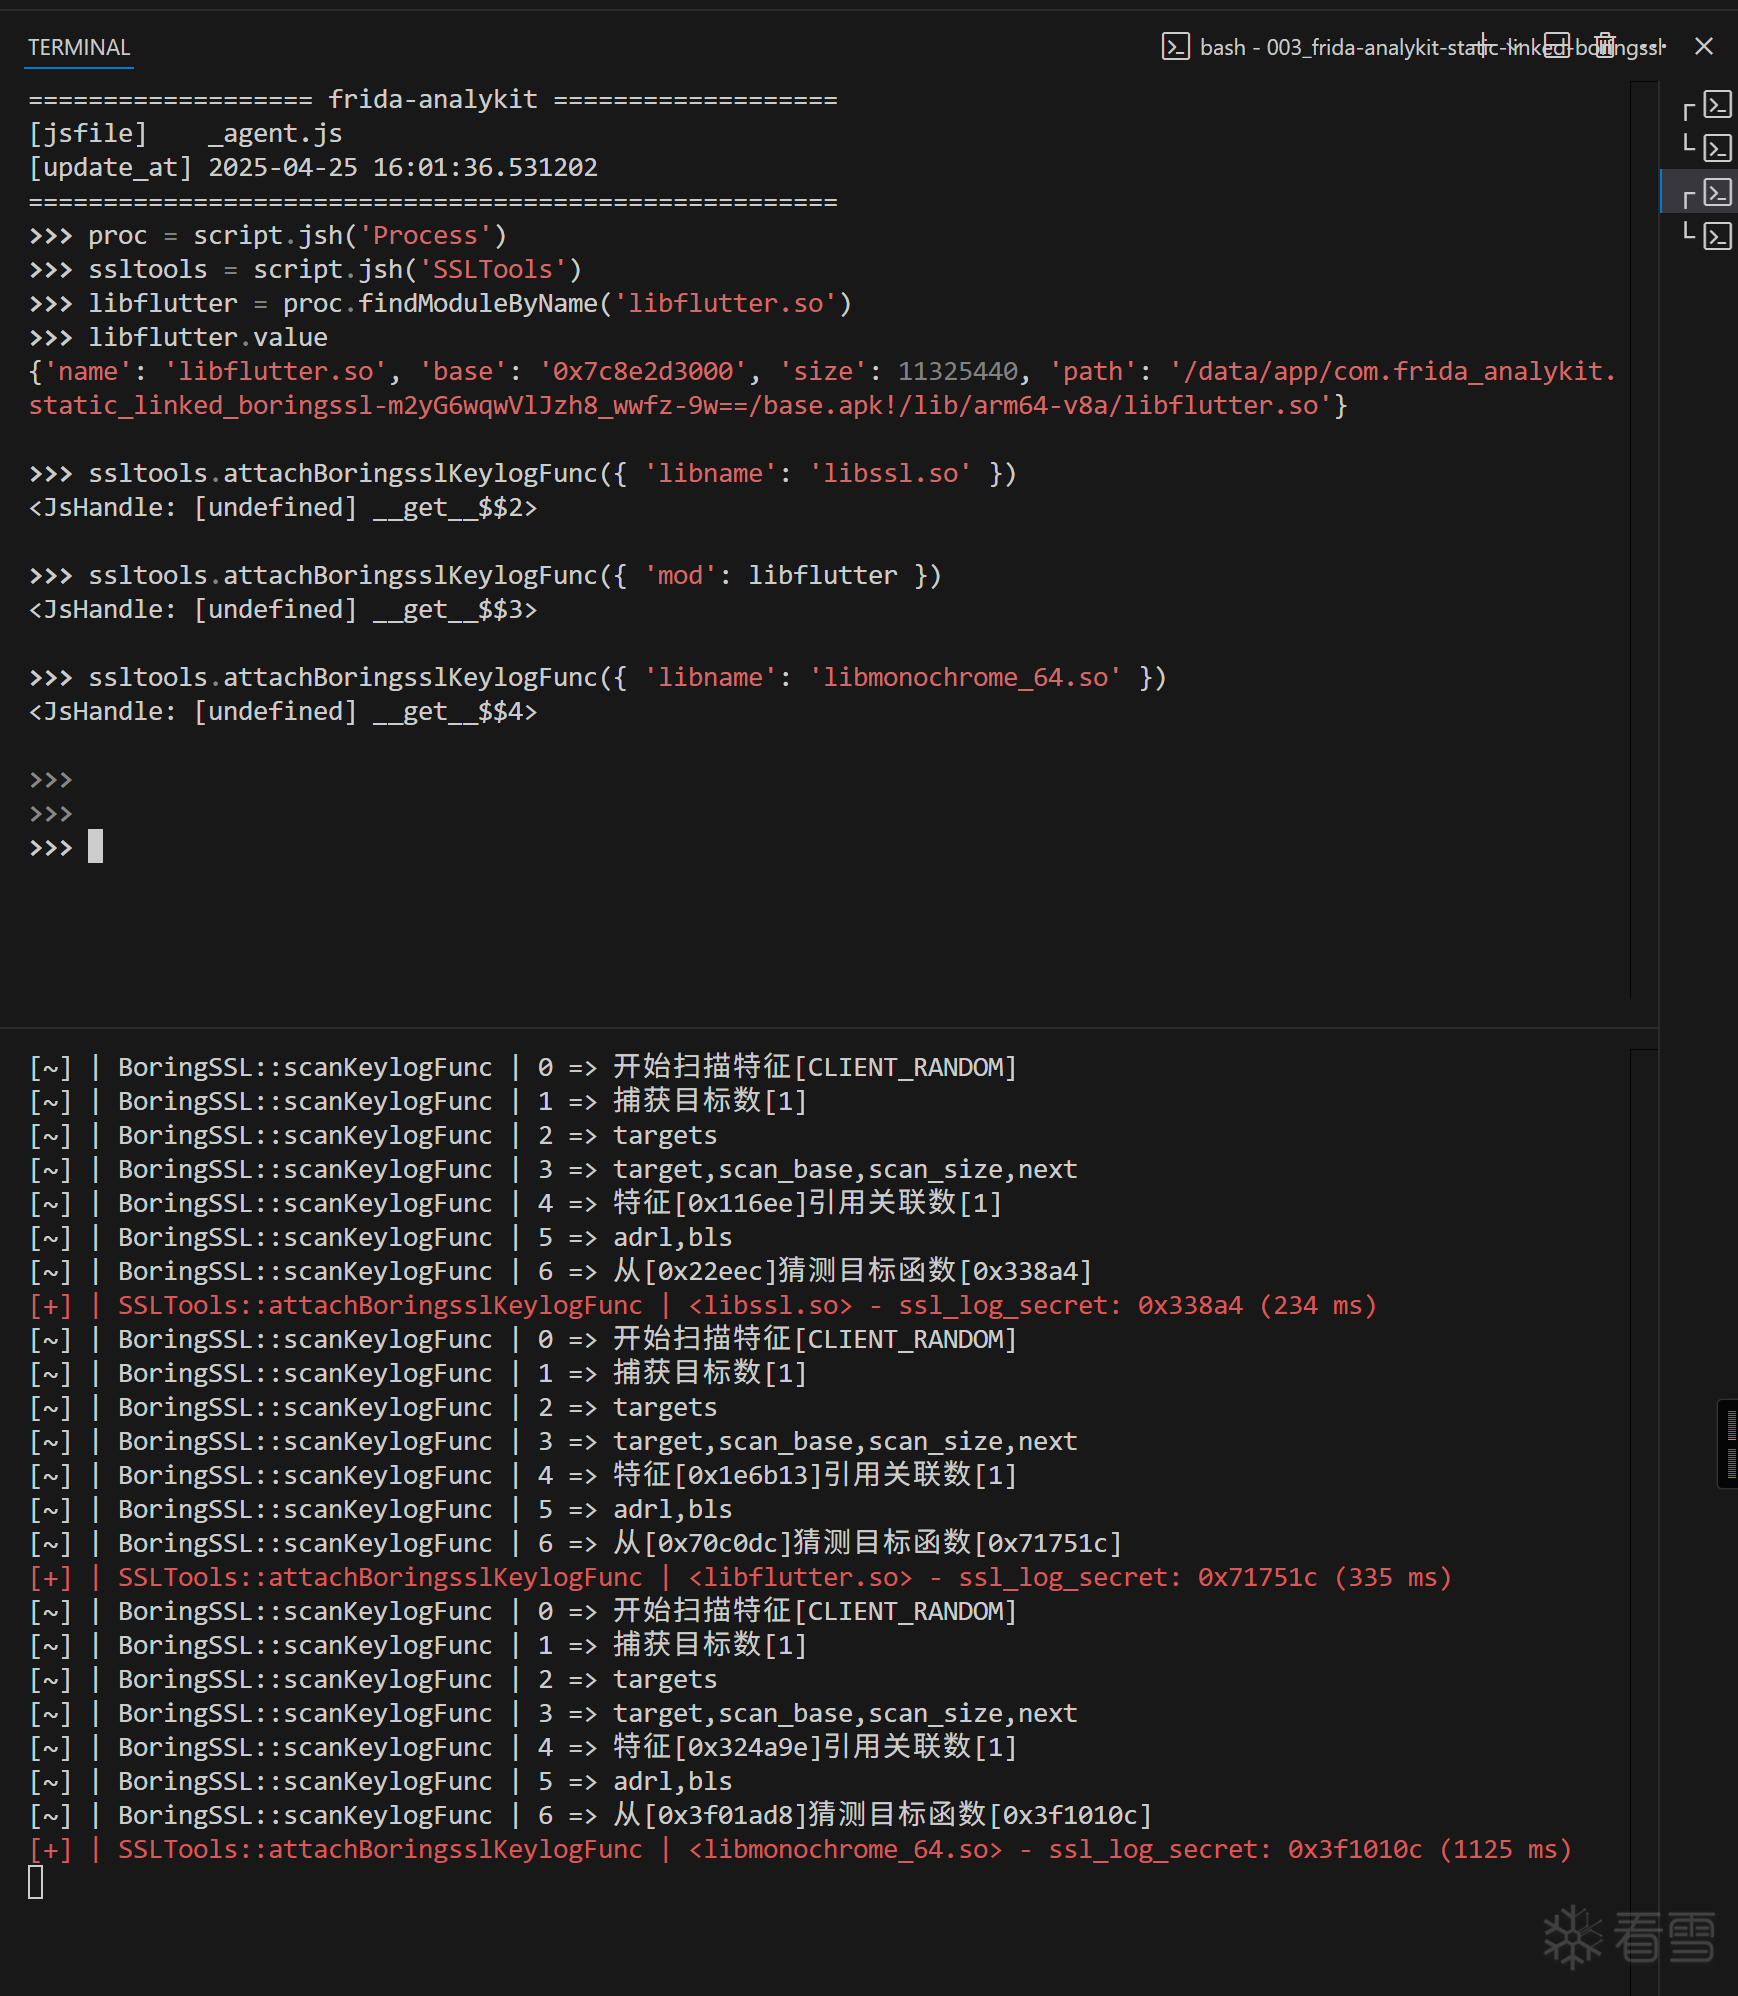 TERMINAL
bash - 003_frida-analykit-static-linked-boringssl
=================== frida-analykit ===================
[jsfile]    _agent.js
[update_at] 2025-04-25 16:01:36.531202
======================================================
>>> proc = script.jsh('Process')
>>> ssltools = script.jsh('SSLTools')
>>> libflutter = proc.findModuleByName('libflutter.so')
>>> libflutter.value
{'name': 'libflutter.so', 'base': '0x7c8e2d3000', 'size': 11325440, 'path': '/data/app/com.frida_analykit.
static_linked_boringssl-m2yG6wqwVlJzh8_wwfz-9w==/base.apk!/lib/arm64-v8a/libflutter.so'}
>>> ssltools.attachBoringsslKeylogFunc({ 'libname': 'libssl.so' })
<JsHandle: [undefined] __get__$$2>
>>> ssltools.attachBoringsslKeylogFunc({ 'mod': libflutter })
<JsHandle: [undefined] __get__$$3>
>>> ssltools.attachBoringsslKeylogFunc({ 'libname': 'libmonochrome_64.so' })
<JsHandle: [undefined] __get__$$4>
>>>
>>>
>>>
[~] | BoringSSL::scanKeylogFunc | 0 => 开始扫描特征[CLIENT_RANDOM]
[~] | BoringSSL::scanKeylogFunc | 1 => 捕获目标数[1]
[~] | BoringSSL::scanKeylogFunc | 2 => targets
[~] | BoringSSL::scanKeylogFunc | 3 => target,scan_base,scan_size,next
[~] | BoringSSL::scanKeylogFunc | 4 => 特征[0x116ee]引用关联数[1]
[~] | BoringSSL::scanKeylogFunc | 5 => adrl,bls
[~] | BoringSSL::scanKeylogFunc | 6 => 从[0x22eec]猜测目标函数[0x338a4]
[+] | SSLTools::attachBoringsslKeylogFunc | <libssl.so> - ssl_log_secret: 0x338a4 (234 ms)
[~] | BoringSSL::scanKeylogFunc | 0 => 开始扫描特征[CLIENT_RANDOM]
[~] | BoringSSL::scanKeylogFunc | 1 => 捕获目标数[1]
[~] | BoringSSL::scanKeylogFunc | 2 => targets
[~] | BoringSSL::scanKeylogFunc | 3 => target,scan_base,scan_size,next
[~] | BoringSSL::scanKeylogFunc | 4 => 特征[0x1e6b13]引用关联数[1]
[~] | BoringSSL::scanKeylogFunc | 5 => adrl,bls
[~] | BoringSSL::scanKeylogFunc | 6 => 从[0x70c0dc]猜测目标函数[0x71751c]
[+] | SSLTools::attachBoringsslKeylogFunc | <libflutter.so> - ssl_log_secret: 0x71751c (335 ms)
[~] | BoringSSL::scanKeylogFunc | 0 => 开始扫描特征[CLIENT_RANDOM]
[~] | BoringSSL::scanKeylogFunc | 1 => 捕获目标数[1]
[~] | BoringSSL::scanKeylogFunc | 2 => targets
[~] | BoringSSL::scanKeylogFunc | 3 => target,scan_base,scan_size,next
[~] | BoringSSL::scanKeylogFunc | 4 => 特征[0x324a9e]引用关联数[1]
[~] | BoringSSL::scanKeylogFunc | 5 => adrl,bls
[~] | BoringSSL::scanKeylogFunc | 6 => 从[0x3f01ad8]猜测目标函数[0x3f1010c]
[+] | SSLTools::attachBoringsslKeylogFunc | <libmonochrome_64.so> - ssl_log_secret: 0x3f1010c (1125 ms)
看雪